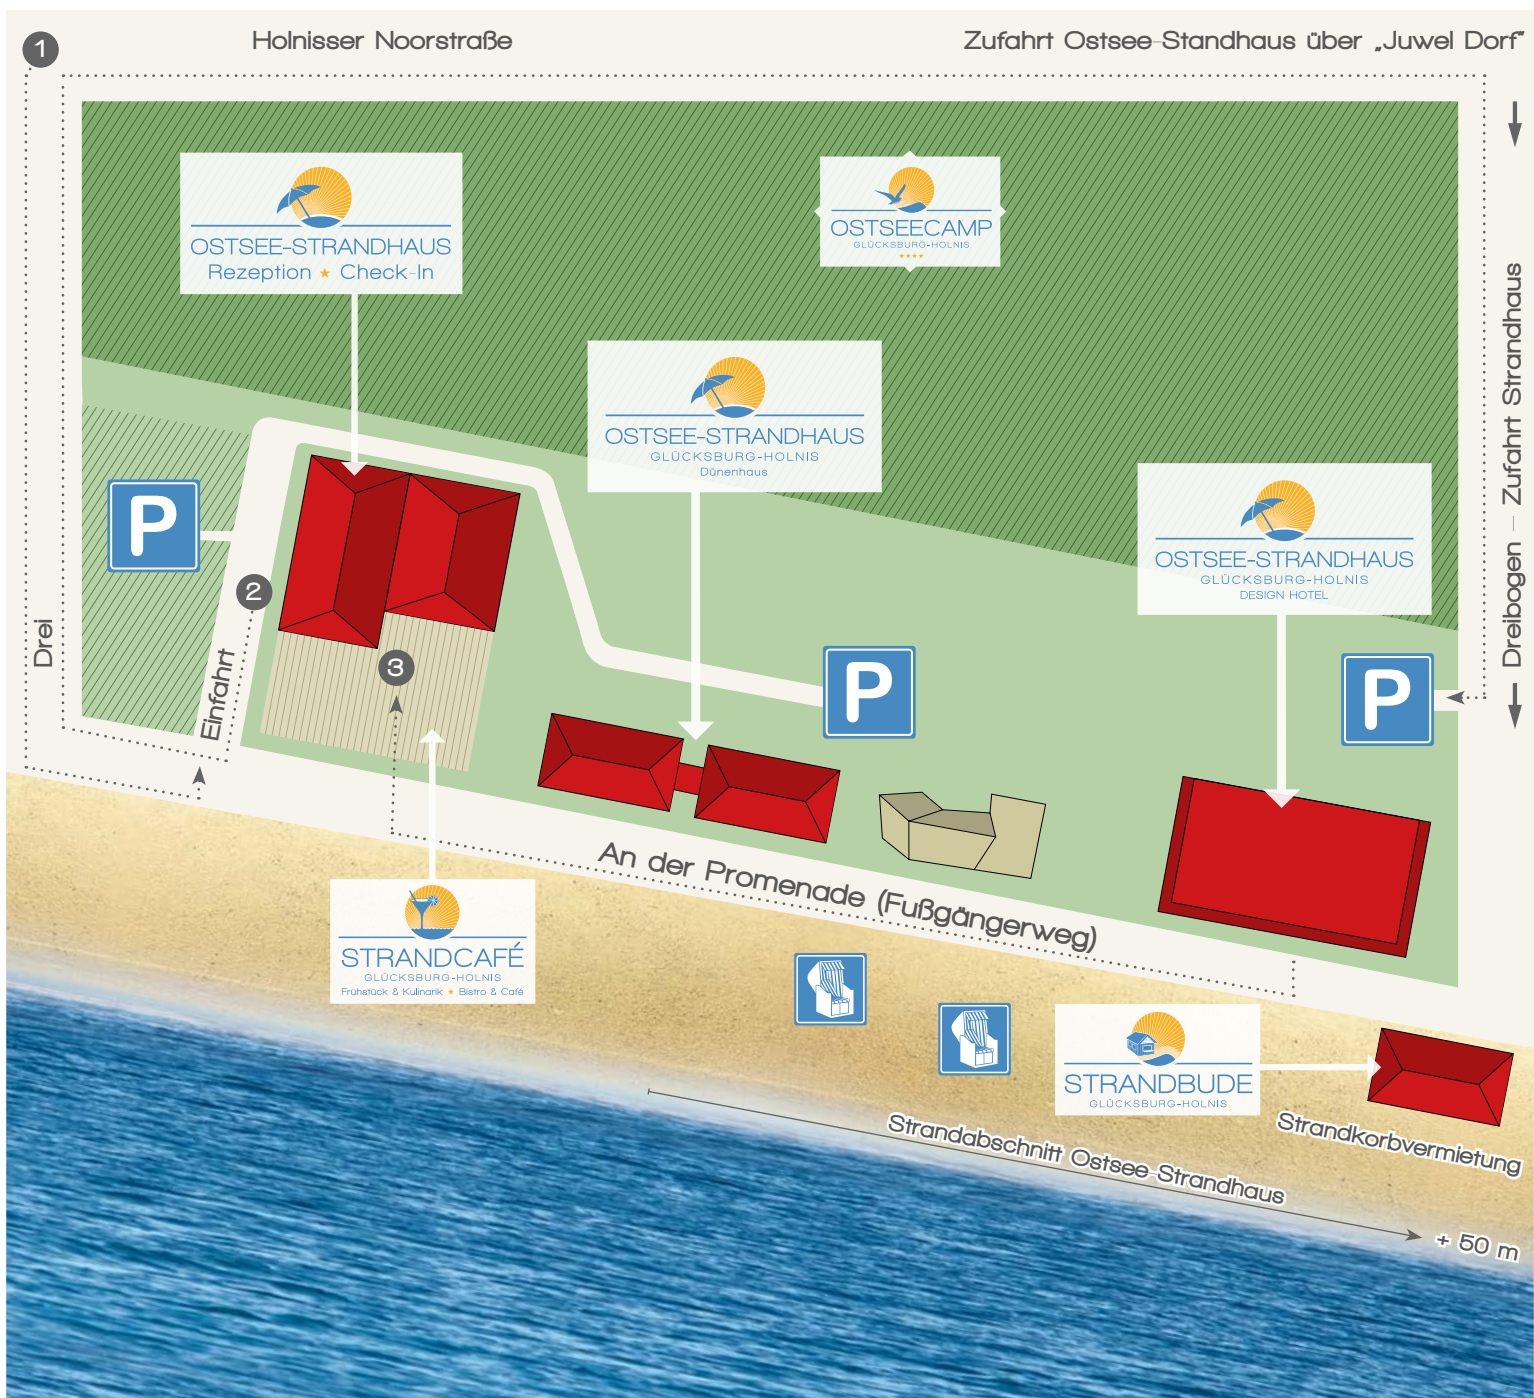 1
Holnisser Noorstraße
Zufahrt Ostsee-Standhaus über „Juwel Dorf"
OSTSEE-STRANDHAUS
Rezeption ★ Check-In
OSTSEECAMP
GLÜCKSBURG-HOLNIS
★★★★
OSTSEE-STRANDHAUS
GLÜCKSBURG-HOLNIS
Dünenhaus
OSTSEE-STRANDHAUS
GLÜCKSBURG-HOLNIS
DESIGN HOTEL
Dreibogen – Zufahrt Strandhaus
P
2
Drei
Einfahrt
3
P
P
An der Promenade (Fußgängerweg)
STRANDCAFÉ
GLÜCKSBURG-HOLNIS
Frühstück & Kulinarik ★ Bistro & Café
STRANDBUDE
GLÜCKSBURG-HOLNIS
Strandkorbvermietung
Strandabschnitt Ostsee-Strandhaus
+ 50 m